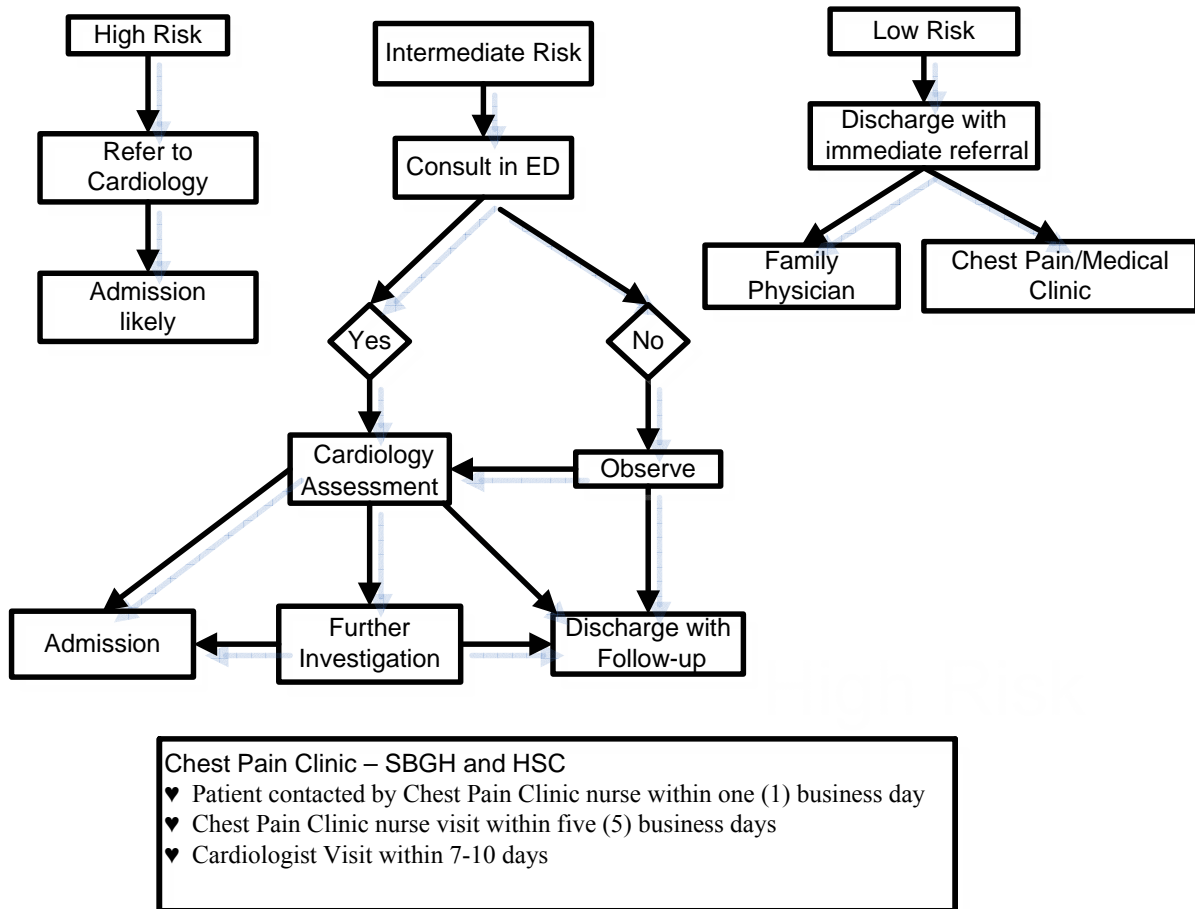 High Risk
Refer to
Cardiology
Admission
likely
Intermediate Risk
Consult in ED
Yes
No
Cardiology
Assessment
Observe
Admission
Further
Investigation
Discharge with
Follow-up
Low Risk
Discharge with
immediate referral
Family
Physician
Chest Pain/Medical
Clinic
High Risk
Chest Pain Clinic – SBGH and HSC
♥ Patient contacted by Chest Pain Clinic nurse within one (1) business day
♥ Chest Pain Clinic nurse visit within five (5) business days
♥ Cardiologist Visit within 7-10 days